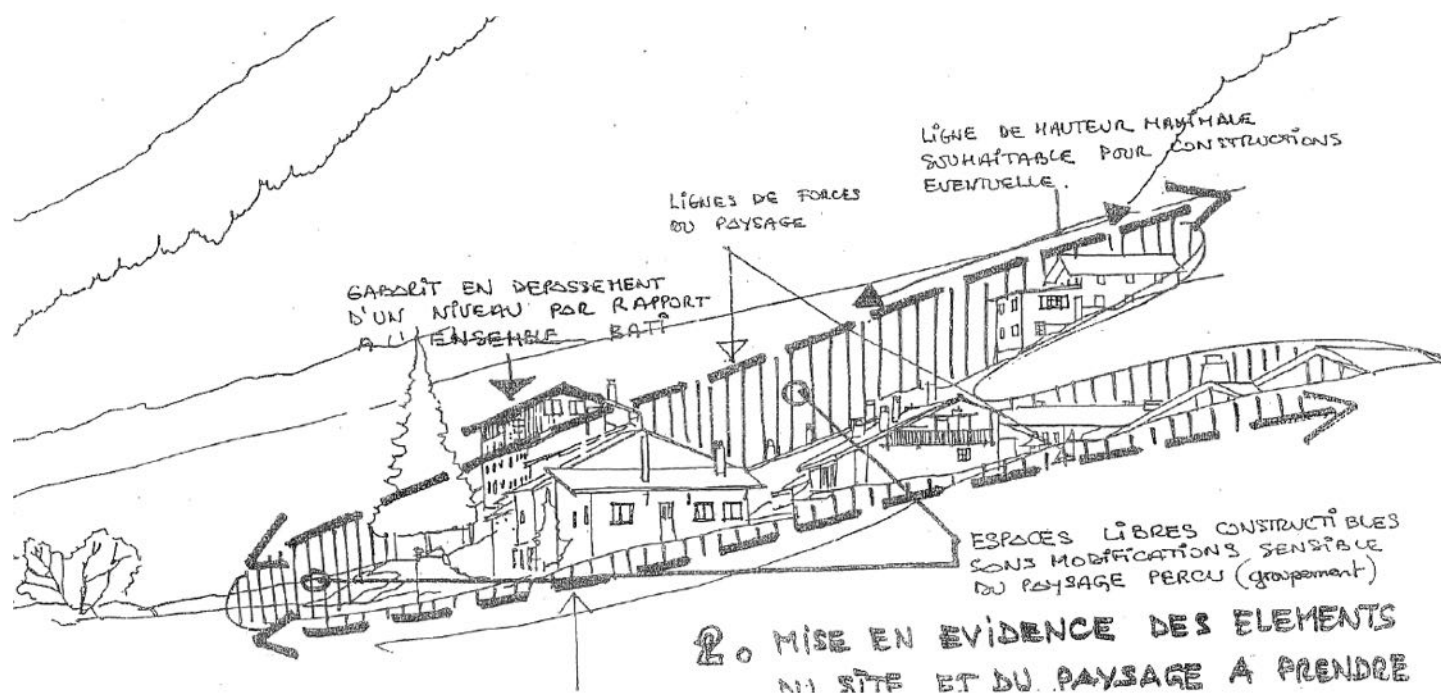 LIGNE DE HAUTEUR MAXIMALE
SOUHAITABLE POUR CONSTRUCTIONS
EVENTUELLE.
LIGNES DE FORCES
DU PAYSAGE
GABARIT EN DEPASSEMENT
D'UN NIVEAU PAR RAPPORT
A L'ENSEMBLE BATI
ESPACES LIBRES CONSTRUCTIBLES
SANS MODIFICATIONS SENSIBLE
DU PAYSAGE PERCU (groupement)
2. MISE EN EVIDENCE DES ELEMENTS
DU SITE ET DU PAYSAGE A PRENDRE